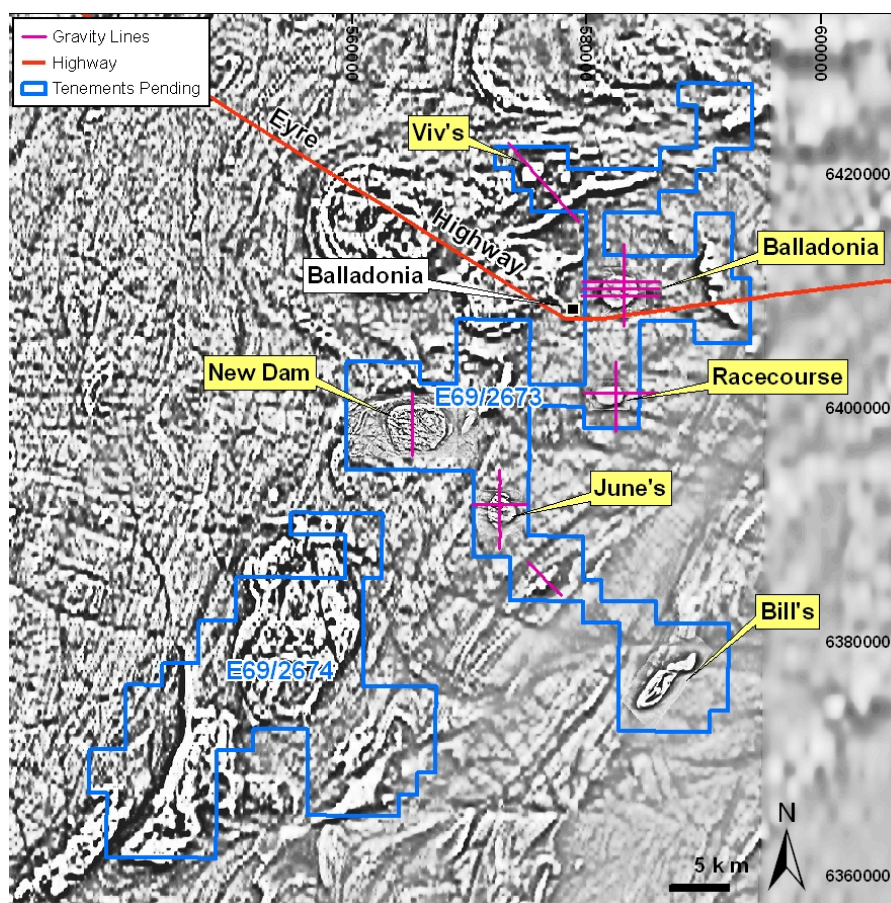 Gravity Lines
Highway
Tenements Pending
560000
580000
600000
Eyre
Highway
Viv's
6420000
Balladonia
Balladonia
New Dam
E69/2673
Racecourse
6400000
June's
Bill's
6380000
E69/2674
N
5 km
6360000